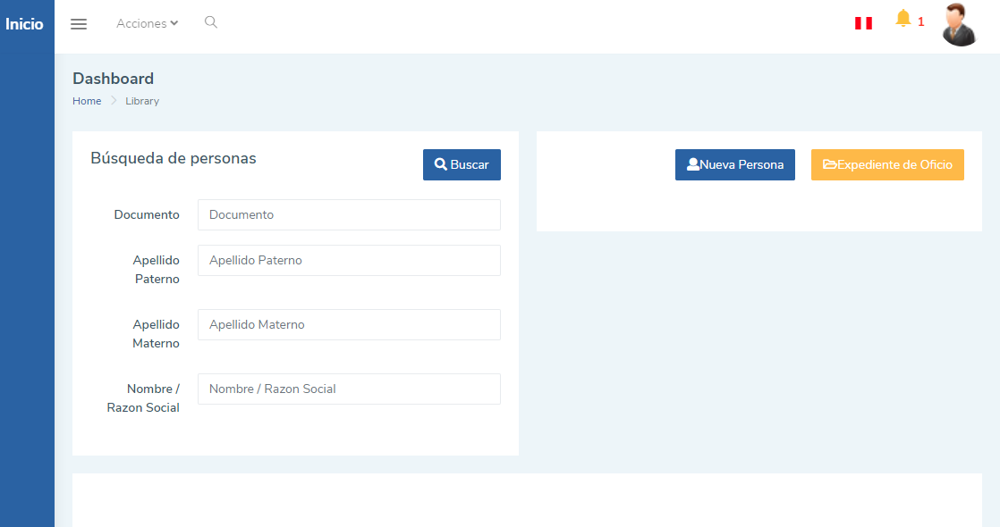 Inicio
Acciones
1
Dashboard
Home
Library
Búsqueda de personas
Buscar
Documento
Documento
Apellido
Paterno
Apellido Paterno
Apellido
Materno
Apellido Materno
Nombre /
Razon Social
Nombre / Razon Social
Nueva Persona
Expediente de Oficio